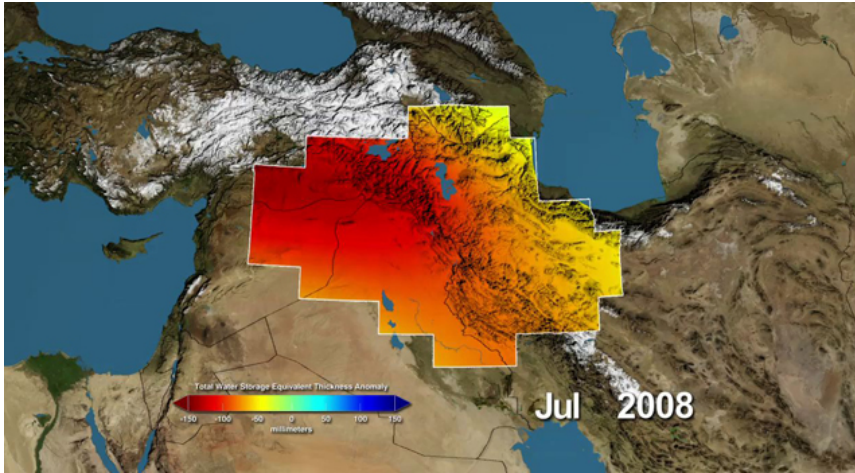 Total Water Storage Equivalent Thickness Anomaly
-150 -100 -50 0 50 100 150
millimeters
Jul 2008